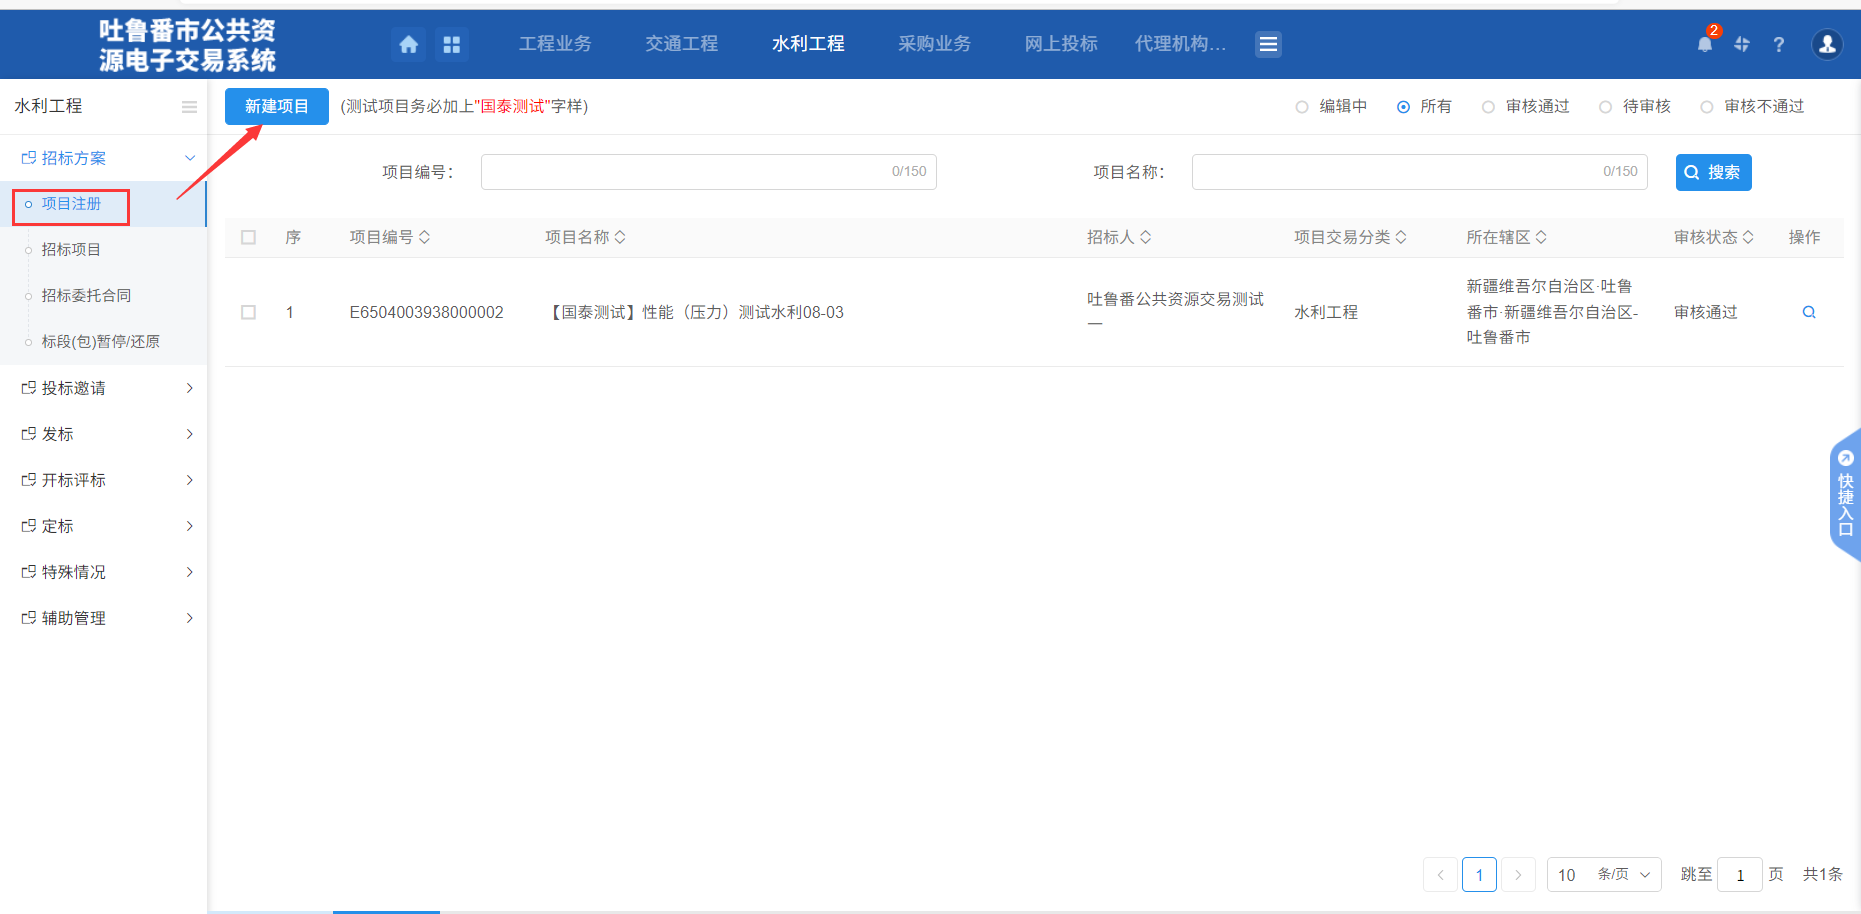 吐鲁番市公共资
源电子交易系统
工程业务 交通工程 水利工程 采购业务 网上投标 代理机构... 2 ?
水利工程
招标方案
项目注册
招标项目
招标委托合同
标段(包)暂停/还原
投标邀请
发标
开标评标
定标
特殊情况
辅助管理
新建项目 (测试项目务必加上"国泰测试"字样) 编辑中 所有 审核通过 待审核 审核不通过
项目编号： 0/150 项目名称： 0/150 搜索
序 项目编号 项目名称 招标人 项目交易分类 所在辖区 审核状态 操作
1 E6504003938000002 【国泰测试】性能（压力）测试水利08-03 吐鲁番公共资源交易测试
一 水利工程 新疆维吾尔自治区·吐鲁
番市·新疆维吾尔自治区-
吐鲁番市 审核通过
快捷入口
1 10 条/页 跳至 1 页 共1条